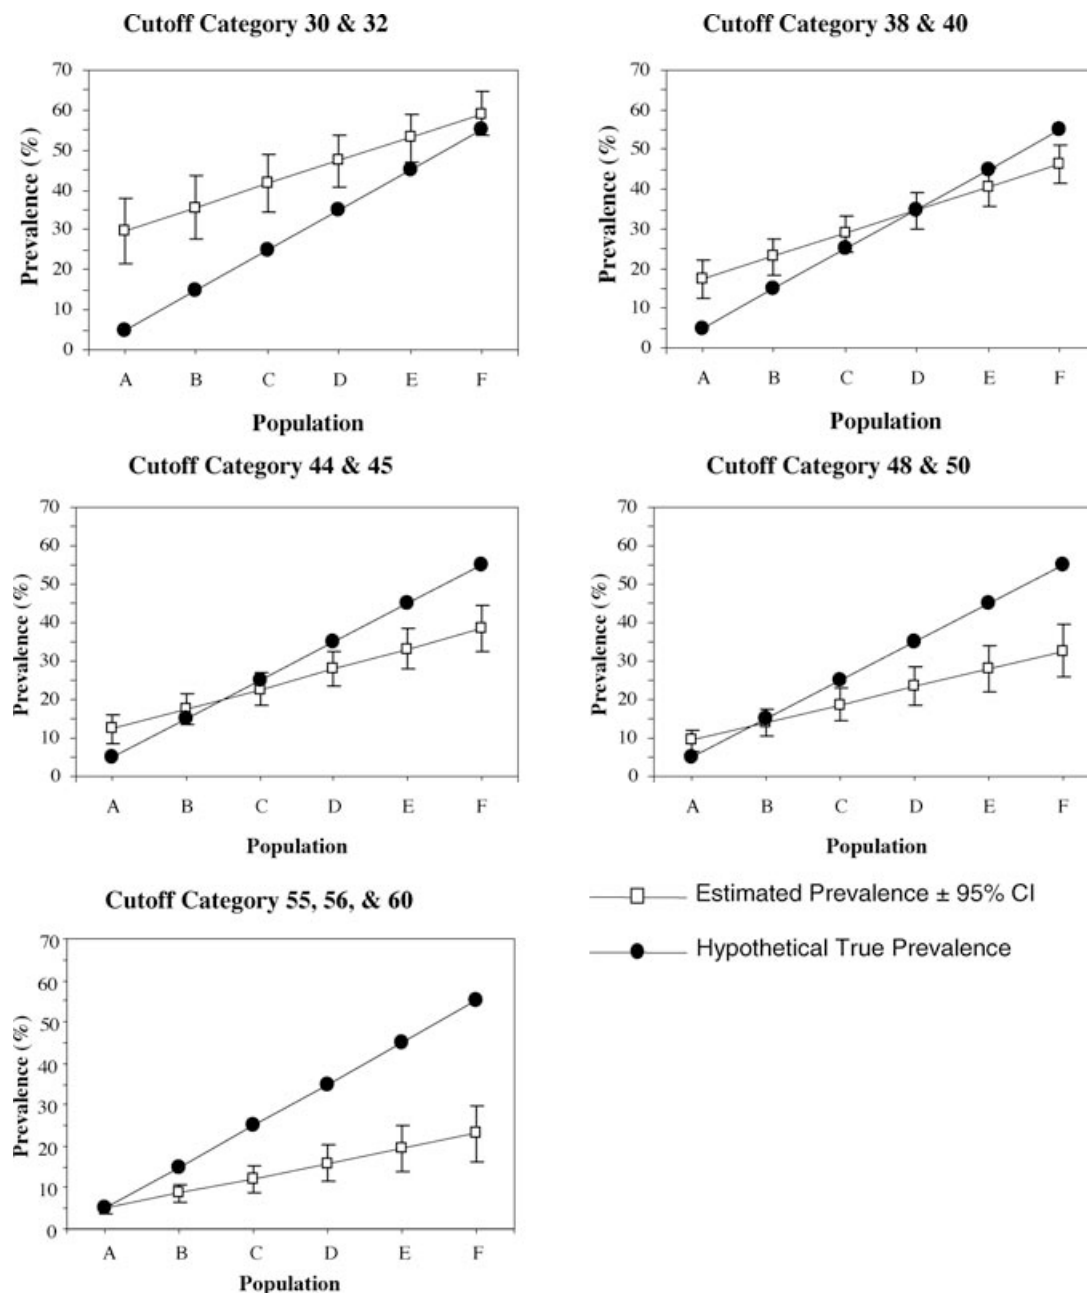 Cutoff Category 30 & 32
70
60
50
40
30
20
10
0
Prevalence (%)
A B C D E F
Population
Cutoff Category 38 & 40
70
60
50
40
30
20
10
0
Prevalence (%)
A B C D E F
Population
Cutoff Category 44 & 45
70
60
50
40
30
20
10
0
Prevalence (%)
A B C D E F
Population
Cutoff Category 48 & 50
70
60
50
40
30
20
10
0
Prevalence (%)
A B C D E F
Population
Cutoff Category 55, 56, & 60
70
60
50
40
30
20
10
0
Prevalence (%)
A B C D E F
Population
Estimated Prevalence ± 95% CI
Hypothetical True Prevalence